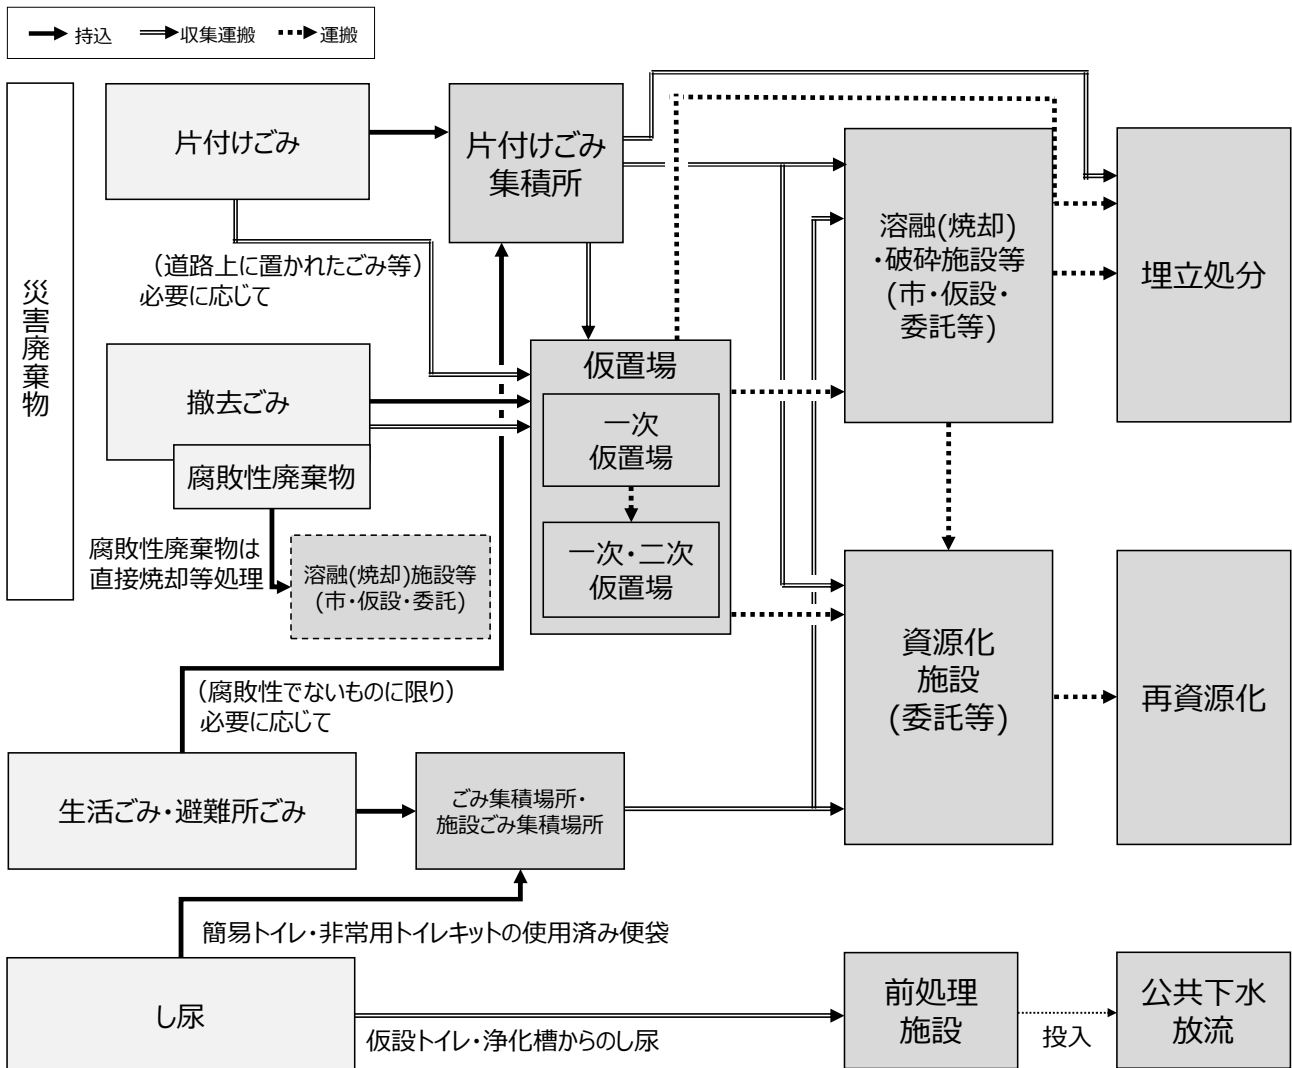 持込
収集運搬
運搬
災害廃棄物
片付けごみ
片付けごみ
集積所
(道路上に置かれたごみ等)
必要に応じて
溶融(焼却)
・破砕施設等
(市・仮設・
委託等)
埋立処分
撤去ごみ
腐敗性廃棄物
仮置場
一次
仮置場
一次・二次
仮置場
腐敗性廃棄物は
直接焼却等処理
溶融(焼却)施設等
(市・仮設・委託)
資源化
施設
(委託等)
再資源化
(腐敗性でないものに限り)
必要に応じて
生活ごみ・避難所ごみ
ごみ集積場所・
施設ごみ集積場所
簡易トイレ・非常用トイレキットの使用済み便袋
し尿
仮設トイレ・浄化槽からのし尿
前処理
施設
投入
公共下水
放流